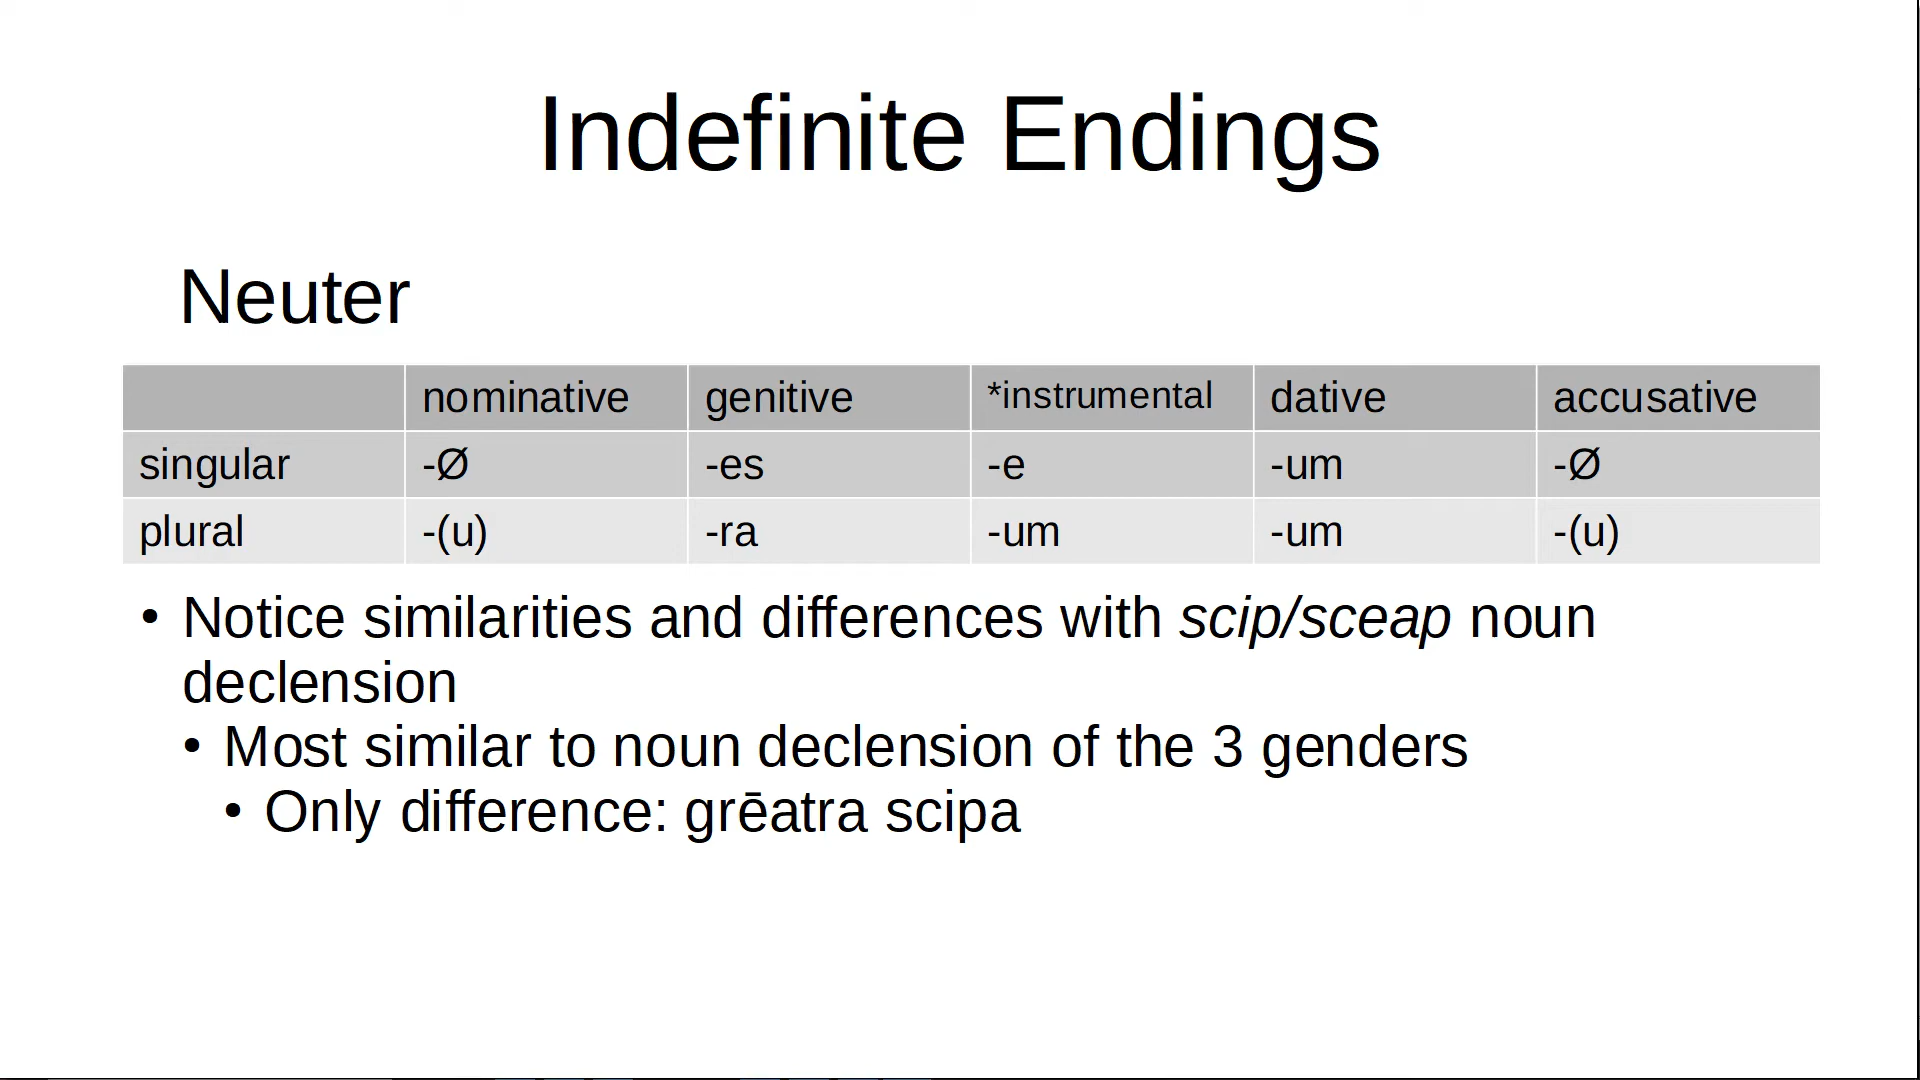 Indefinite Endings
Neuter
nominative genitive *instrumental dative accusative
singular -Ø -es -e -um -Ø
plural -(u) -ra -um -um -(u)
• Notice similarities and differences with scip/sceap noun
declension
• Most similar to noun declension of the 3 genders
• Only difference: grēatra scipa